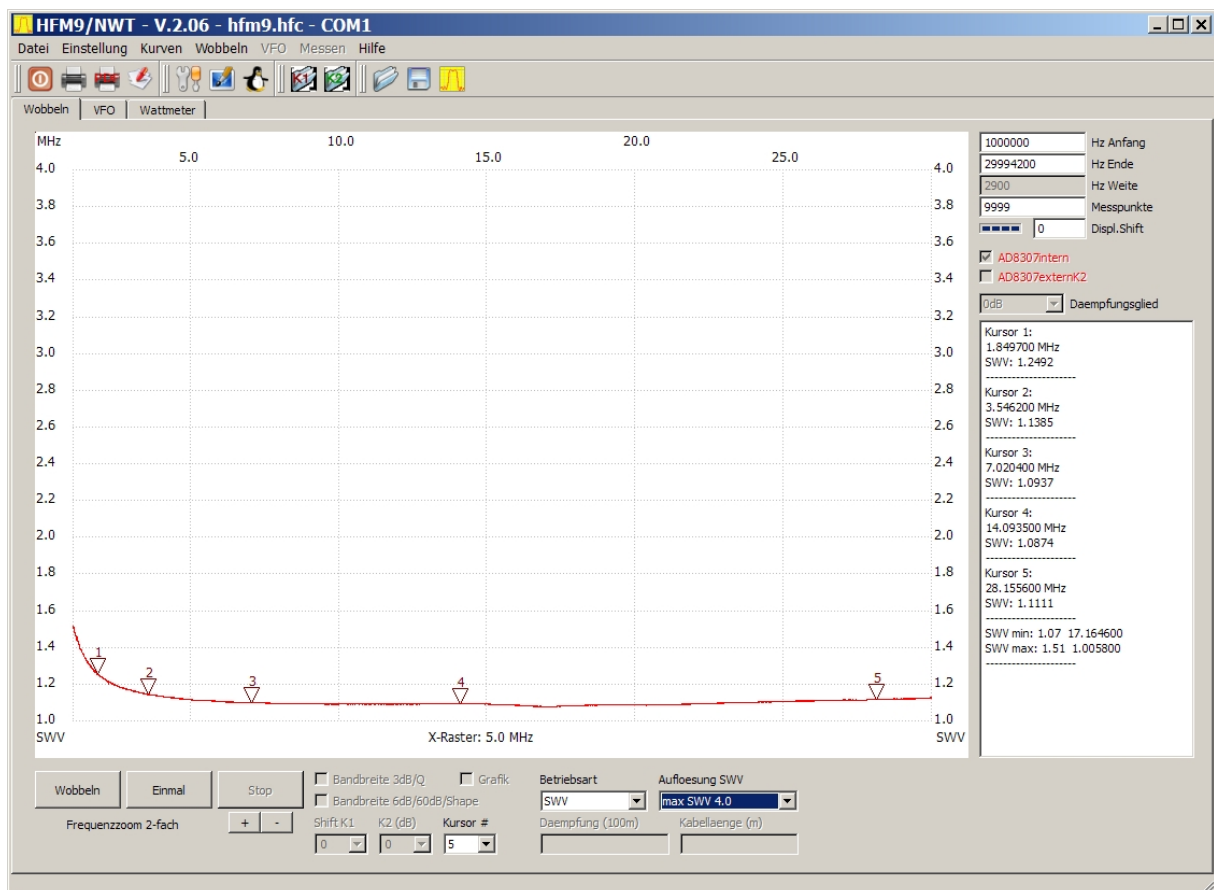 HFM9/NWT - V.2.06 - hfm9.hfc - COM1
Datei Einstellung Kurven Wobbeln VFO Messen Hilfe
K1 K2
Wobbeln VFO Wattmeter
MHz 10.0 20.0
5.0 15.0 25.0
4.0 4.0
3.8 3.8
3.6 3.6
3.4 3.4
3.2 3.2
3.0 3.0
2.8 2.8
2.6 2.6
2.4 2.4
2.2 2.2
2.0 2.0
1.8 1.8
1.6 1.6
1.4 1.4
1.2 1.2
1.0 1.0
1 2 3 4 5
SWV X-Raster: 5.0 MHz SWV
1000000 Hz Anfang
29994200 Hz Ende
2900 Hz Weite
9999 Messpunkte
0 Displ.Shift
AD8307intern
AD8307externK2
0dB Daempfungsglied
Kursor 1:
1.849700 MHz
SWV: 1.2492
----------------------
Kursor 2:
3.546200 MHz
SWV: 1.1385
----------------------
Kursor 3:
7.020400 MHz
SWV: 1.0937
----------------------
Kursor 4:
14.093500 MHz
SWV: 1.0874
----------------------
Kursor 5:
28.155600 MHz
SWV: 1.1111
----------------------
SWV min: 1.07 17.164600
SWV max: 1.51 1.005800
----------------------
Wobbeln Einmal Stop
Frequenzzoom 2-fach + -
Bandbreite 3dB/Q Grafik
Bandbreite 6dB/60dB/Shape
Shift K1 K2 (dB) Kursor #
0 0 5
Betriebsart Aufloesung SWV
SWV max SWV 4.0
Daempfung (100m) Kabellaenge (m)